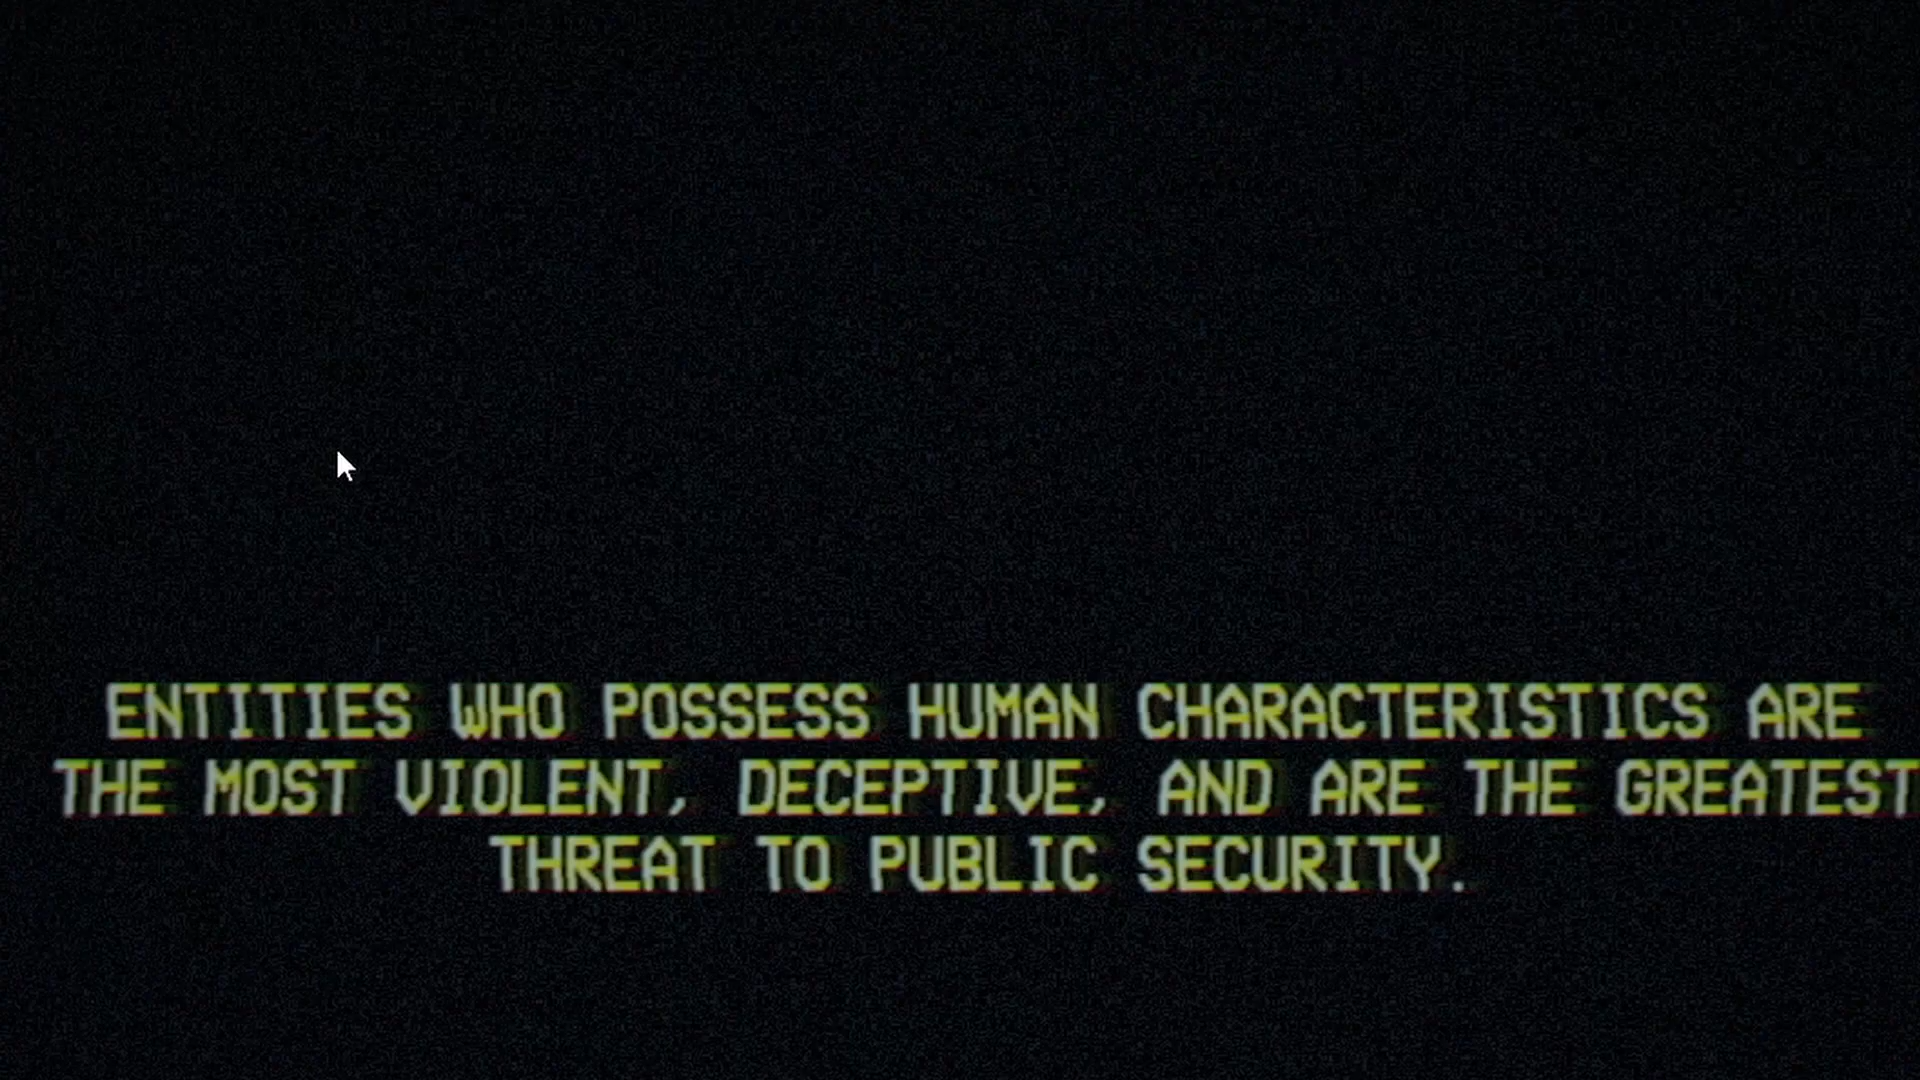 ENTITIES WHO POSSESS HUMAN CHARACTERISTICS ARE
THE MOST VIOLENT, DECEPTIVE, AND ARE THE GREATEST
THREAT TO PUBLIC SECURITY.